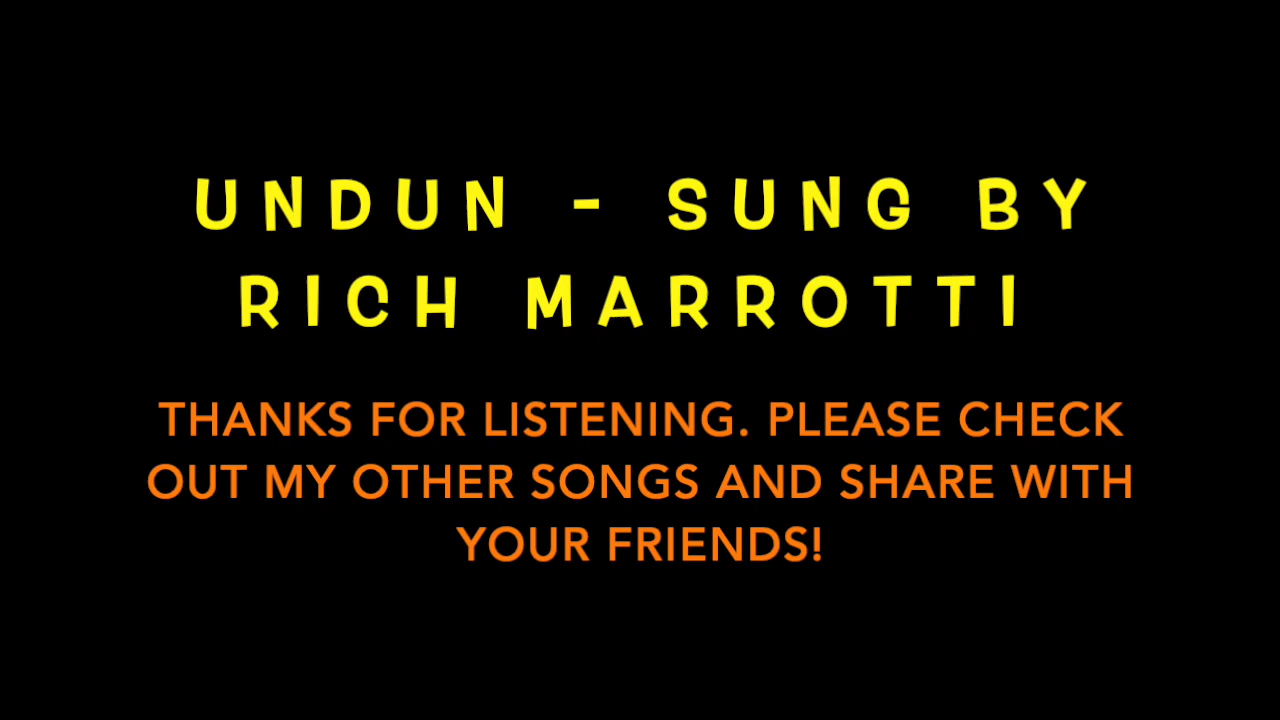 UNDUN - SUNG BY
RICH MARROTTI
THANKS FOR LISTENING. PLEASE CHECK
OUT MY OTHER SONGS AND SHARE WITH
YOUR FRIENDS!